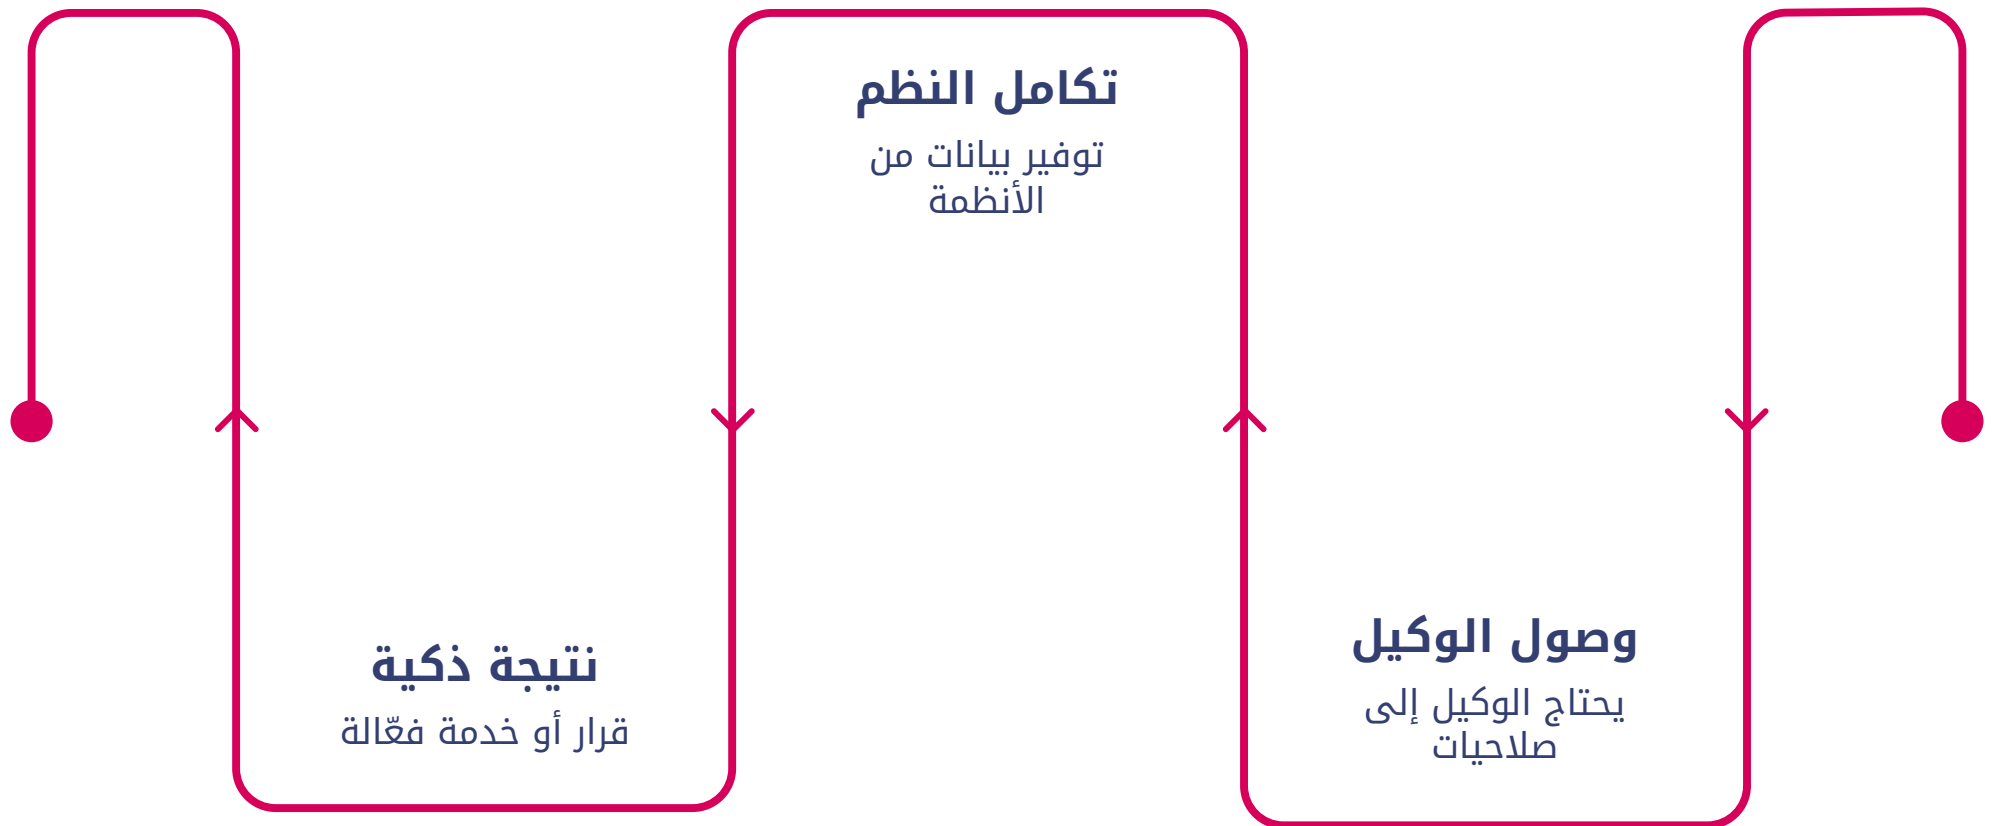 وصول الوكيل
يحتاج الوكيل إلى
صلاحيات
تكامل النظم
توفير بيانات من
الأنظمة
نتيجة ذكية
قرار أو خدمة فعّالة